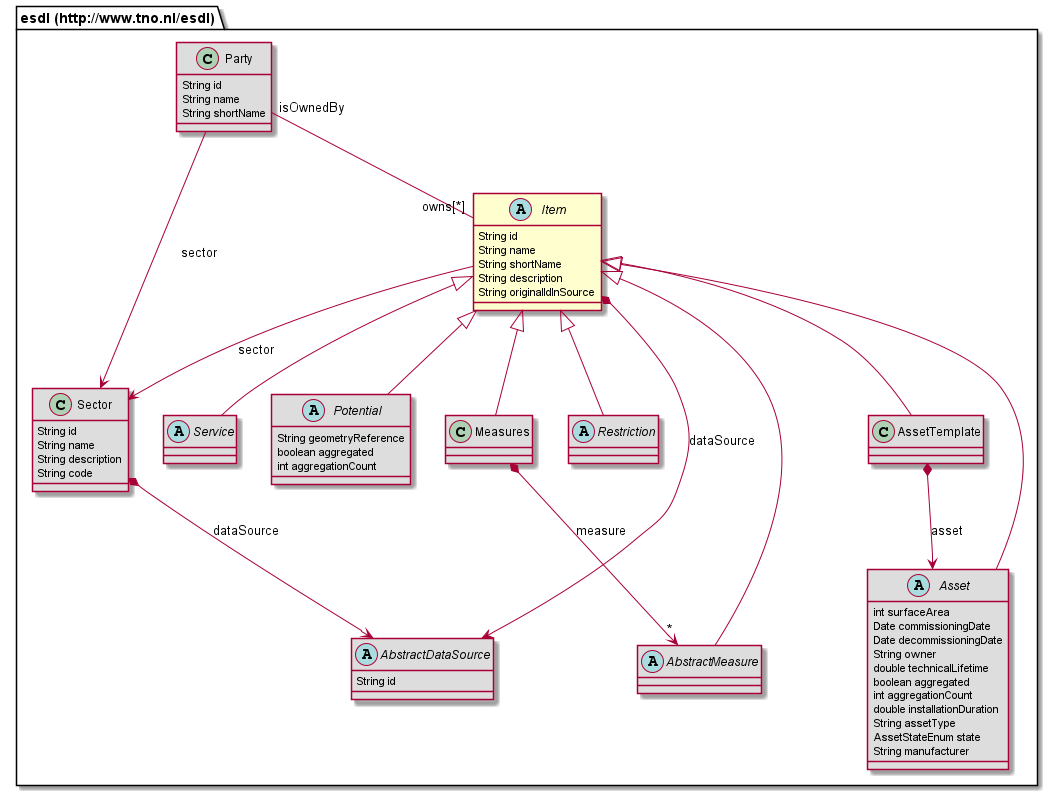 esdl (http://www.tno.nl/esdl)
C Party
String id
String name
String shortName
isOwnedBy
owns[*]
A Item
String id
String name
String shortName
String description
String originalIdInSource
sector
sector
C Sector
String id
String name
String description
String code
A Service
A Potential
String geometryReference
boolean aggregated
int aggregationCount
C Measures
A Restriction
dataSource
C AssetTemplate
dataSource
measure
*
asset
A AbstractDataSource
String id
A AbstractMeasure
A Asset
int surfaceArea
Date commissioningDate
Date decommissioningDate
String owner
double technicalLifetime
boolean aggregated
int aggregationCount
double installationDuration
String assetType
AssetStateEnum state
String manufacturer